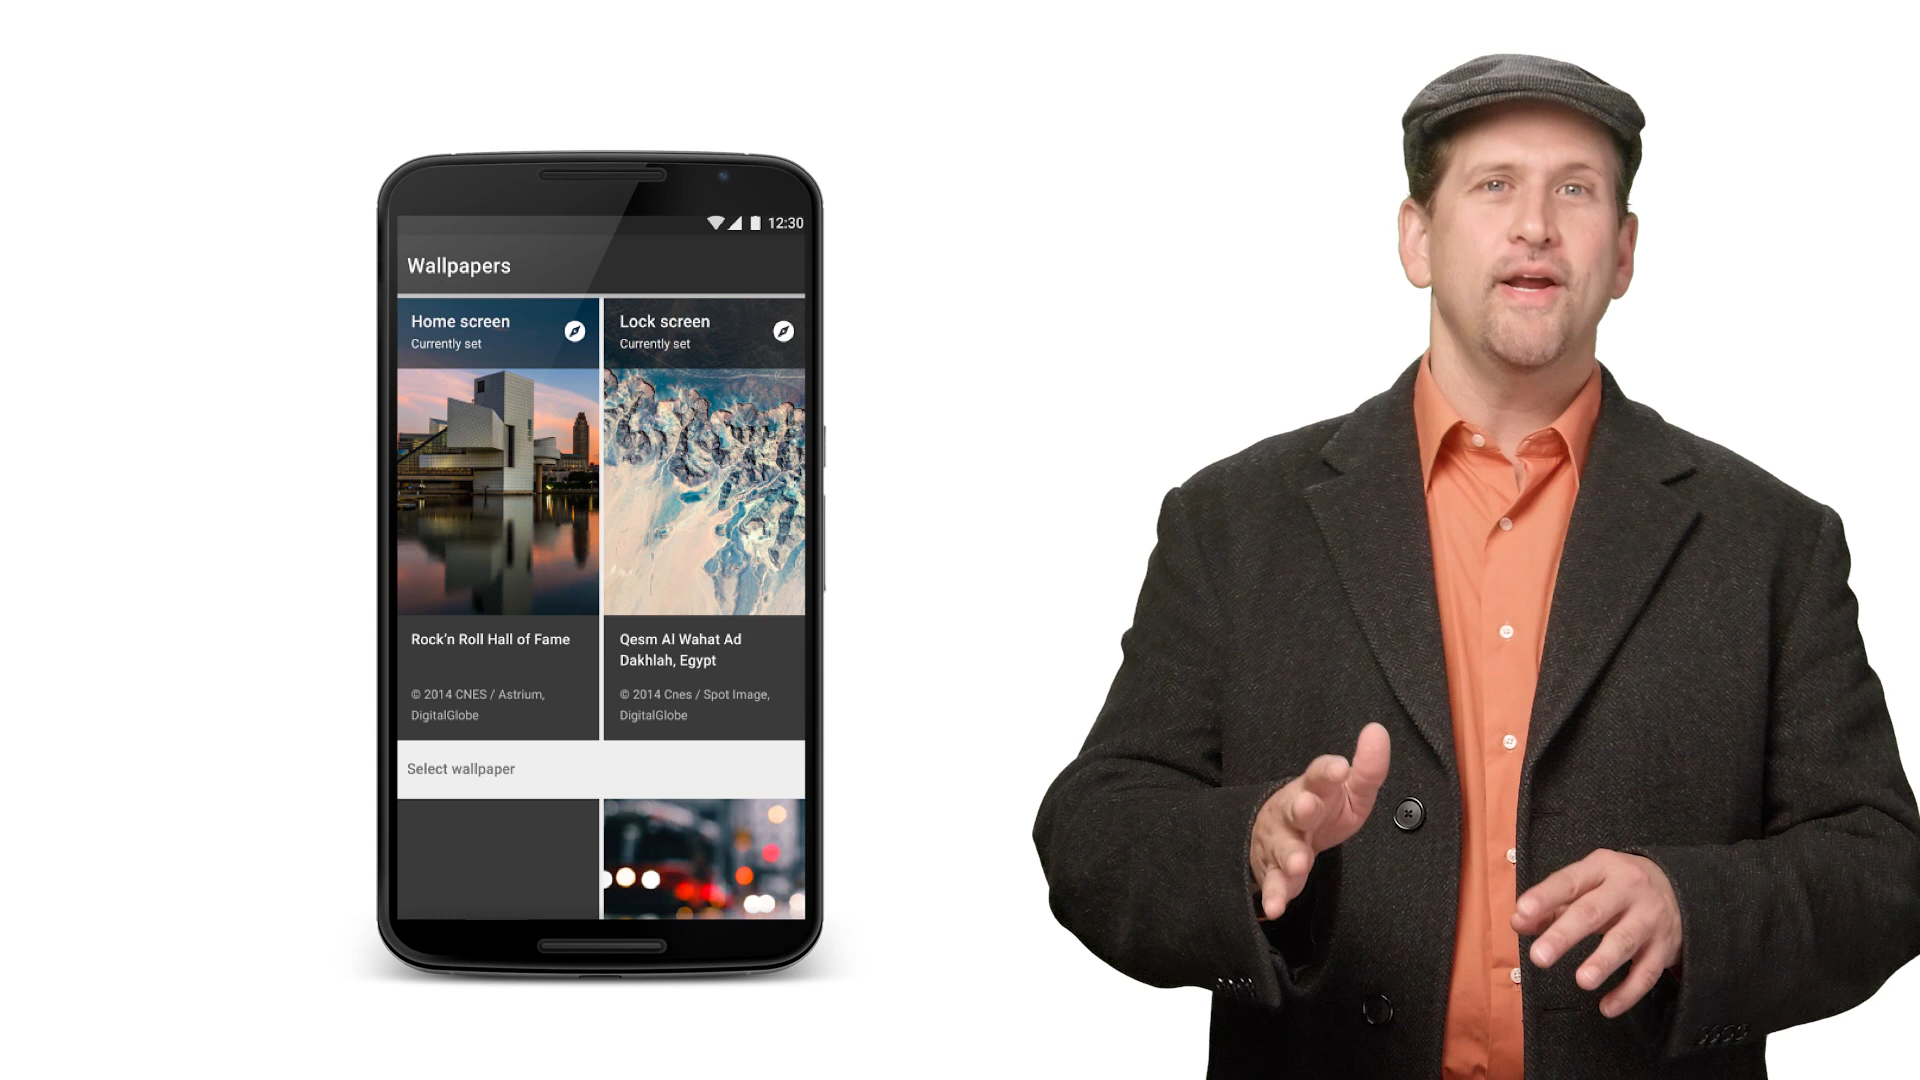 12:30
Wallpapers
Home screen
Currently set
Lock screen
Currently set
Rock'n Roll Hall of Fame
© 2014 CNES / Astrium,
DigitalGlobe
Qesm Al Wahat Ad
Dakhlah, Egypt
© 2014 Cnes / Spot Image,
DigitalGlobe
Select wallpaper